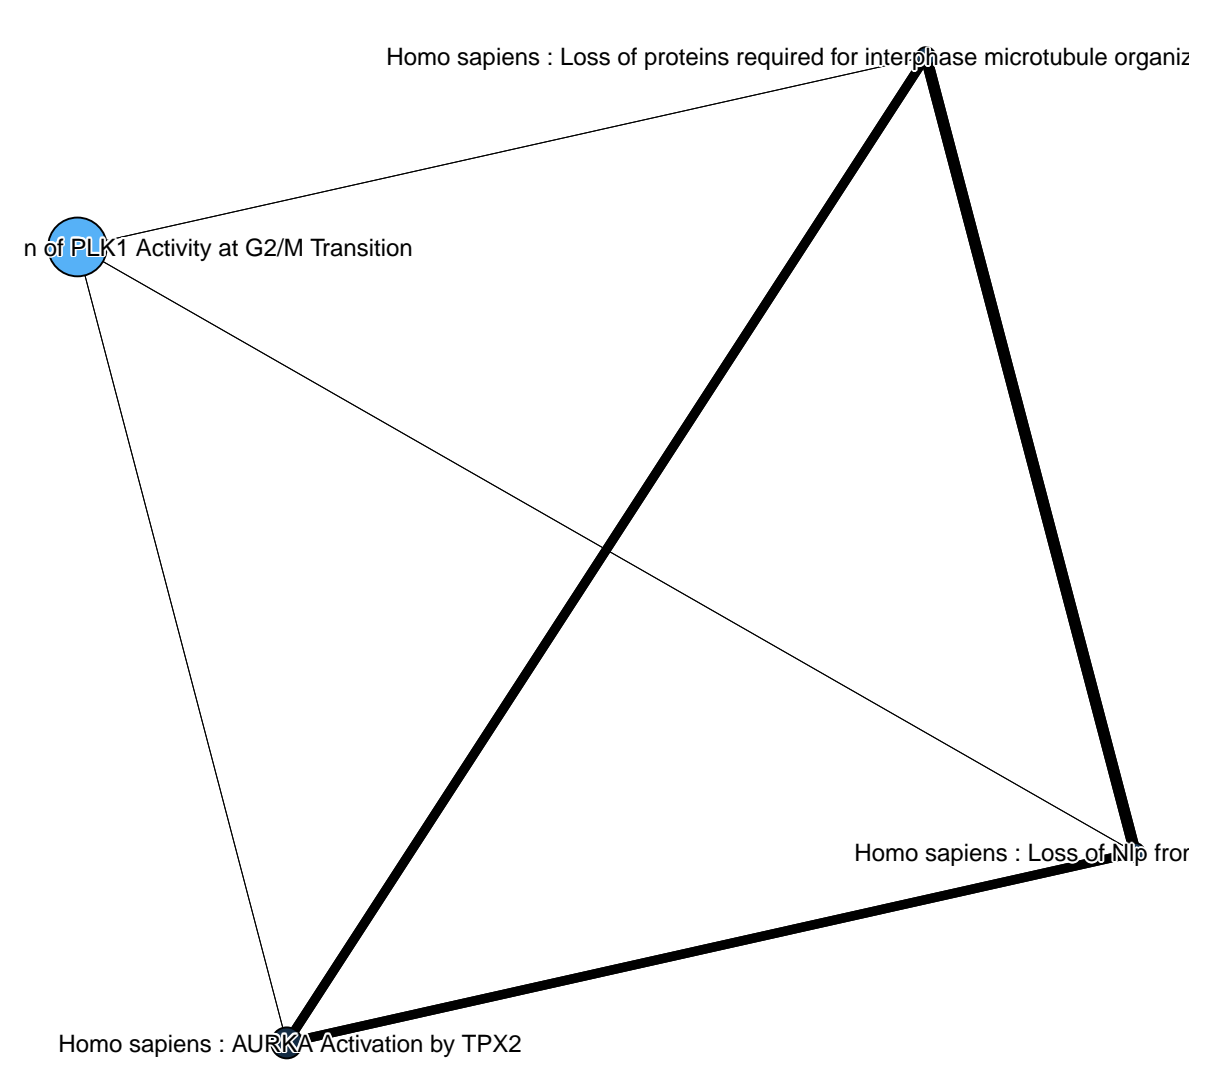 Homo sapiens : Loss of proteins required for interphase microtubule organiz
n of PLK1 Activity at G2/M Transition
Homo sapiens : Loss of Nlp fror
Homo sapiens : AURKA Activation by TPX2